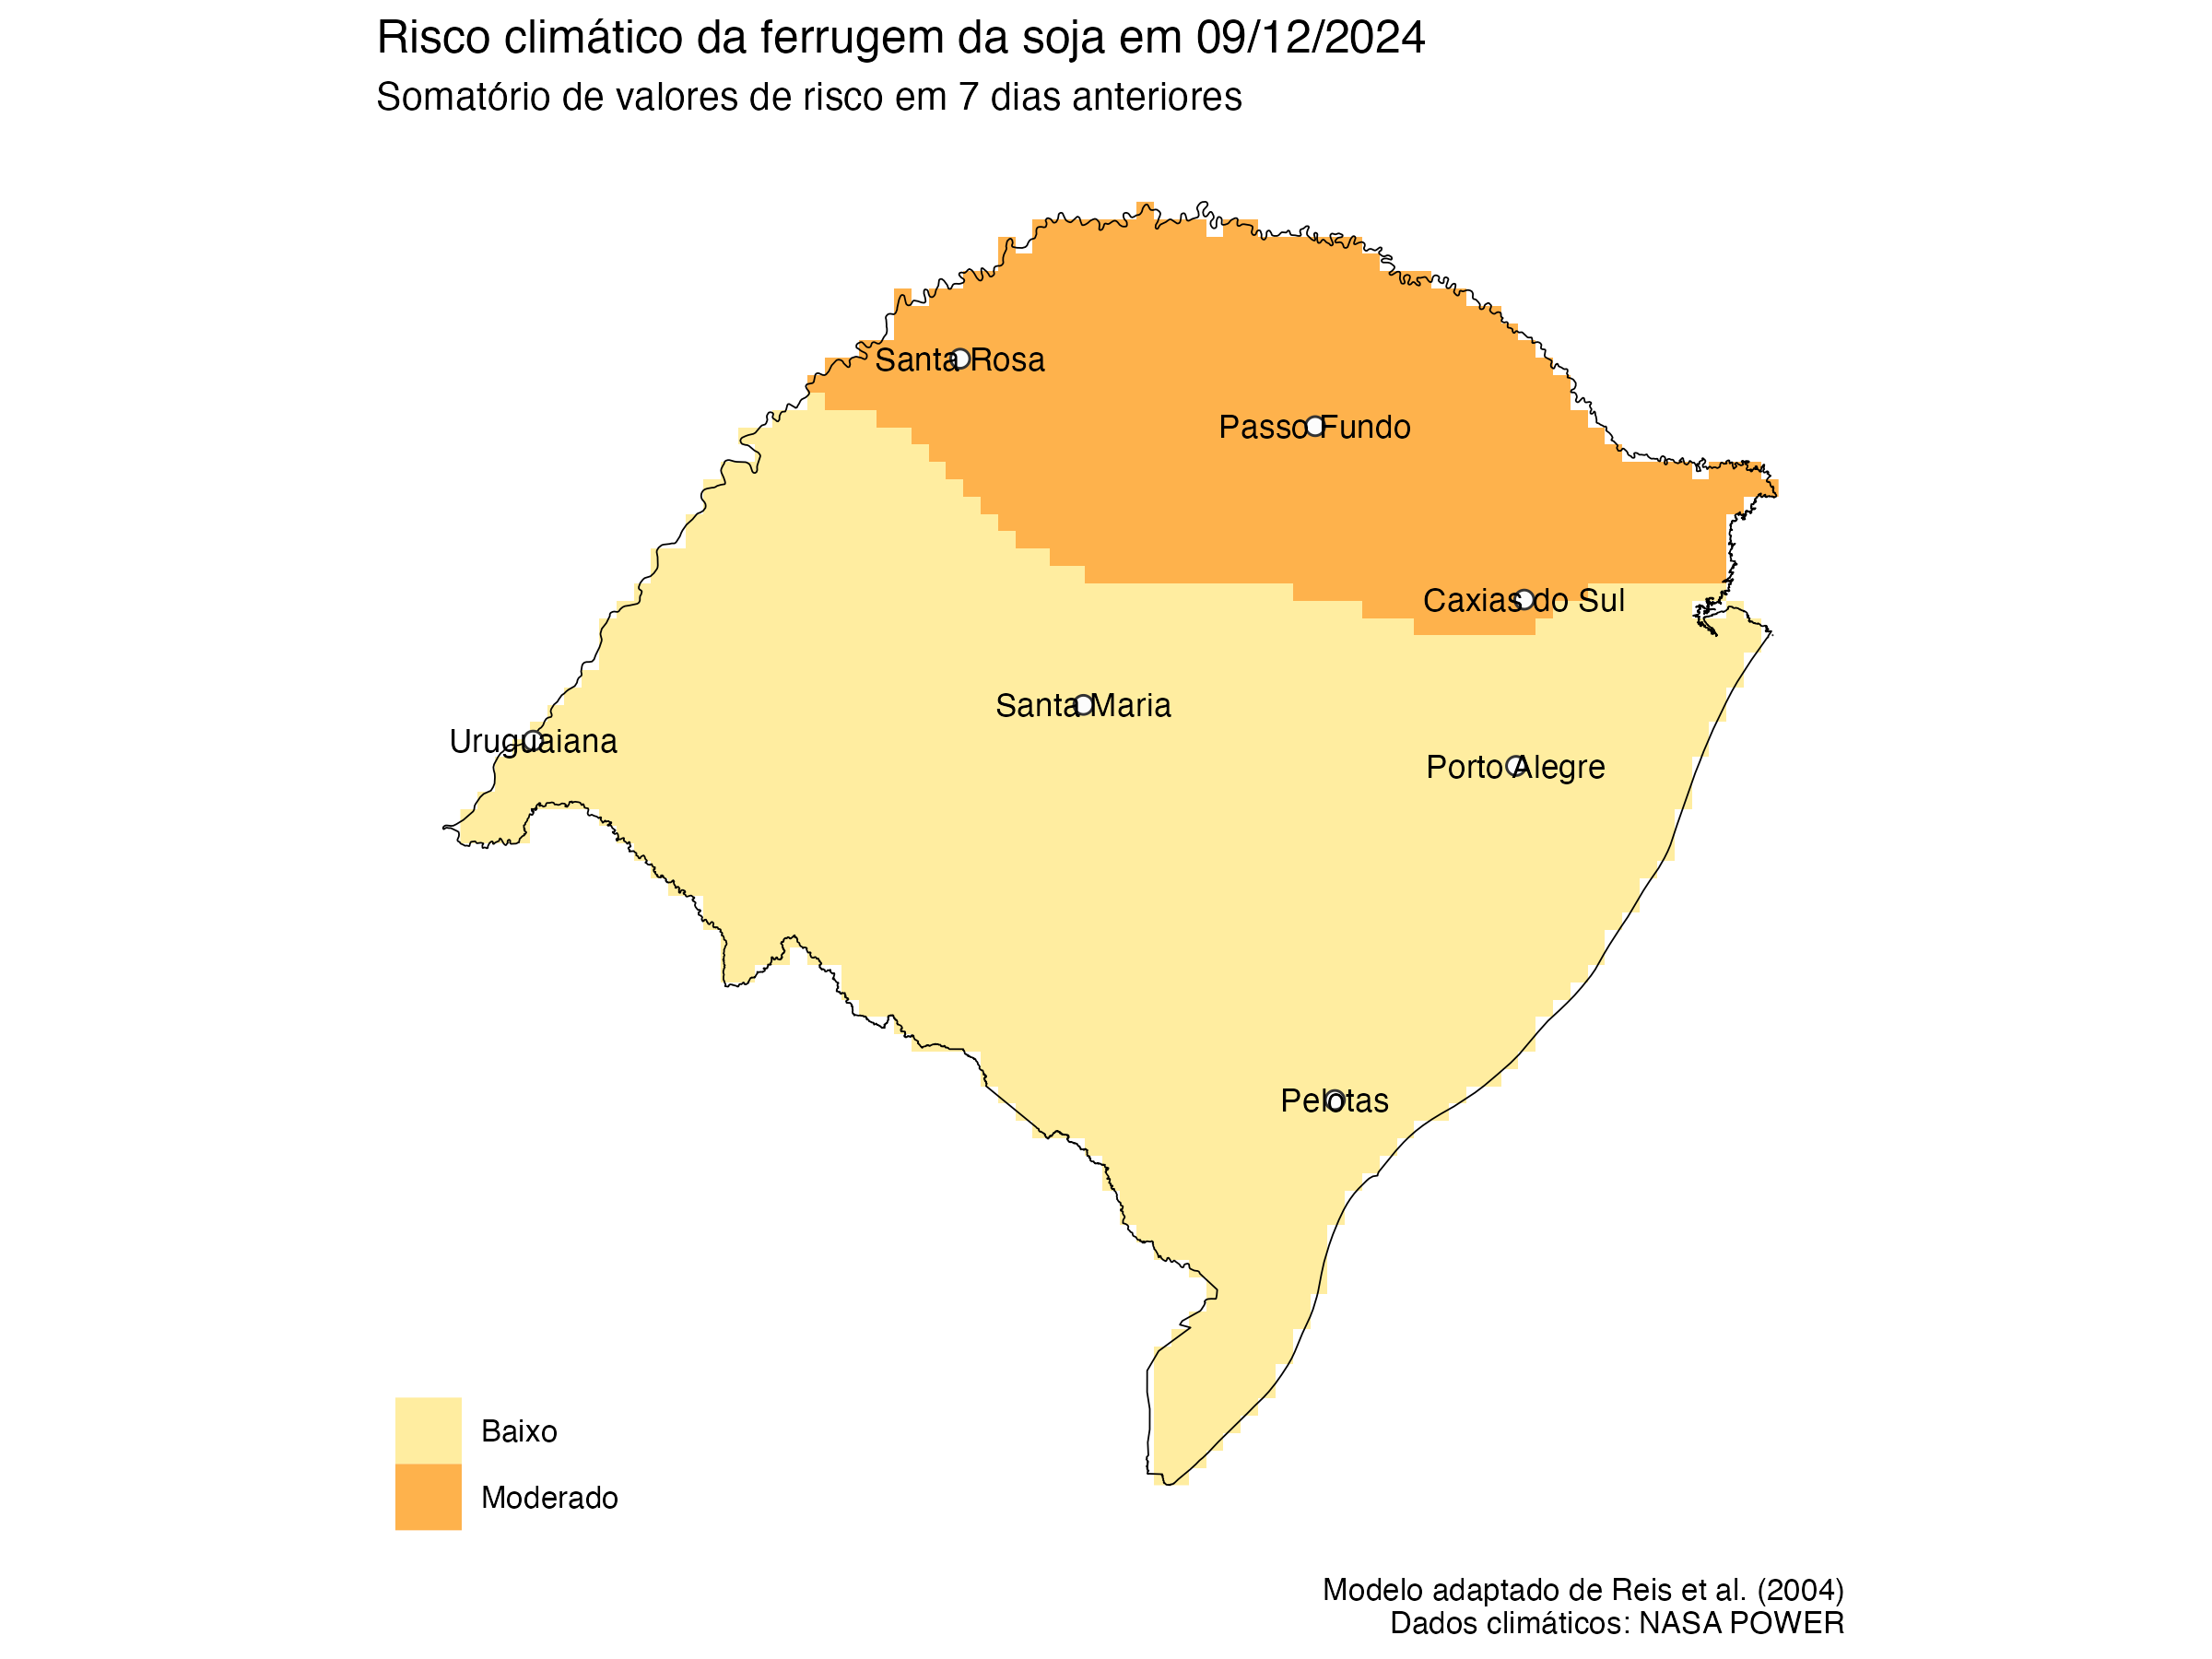 Risco climático da ferrugem da soja em 09/12/2024
Somatório de valores de risco em 7 dias anteriores
Santa Rosa
Passo Fundo
Caxias do Sul
Santa Maria
Uruguaiana
Porto Alegre
Pelotas
Baixo
Moderado
Modelo adaptado de Reis et al. (2004)
Dados climáticos: NASA POWER